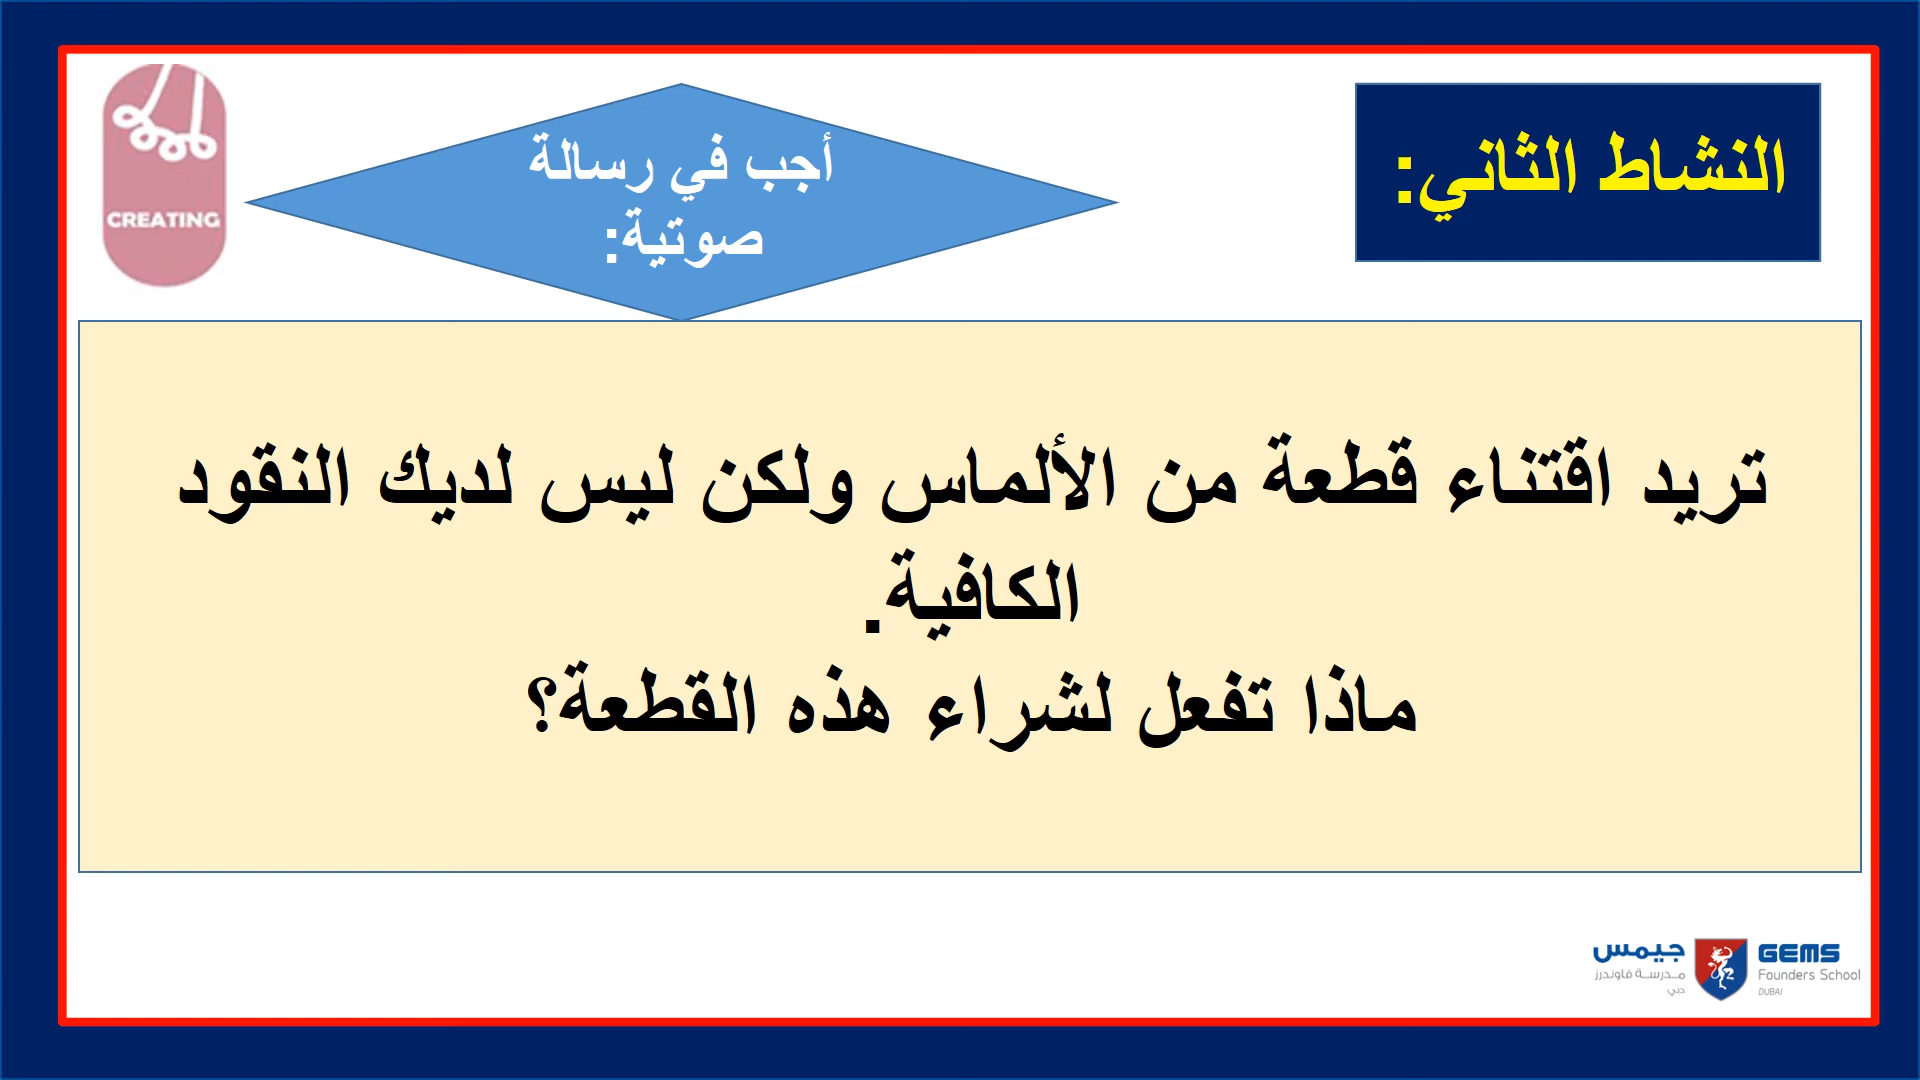 النشاط الثاني:
أجب في رسالة
صوتية:
CREATING
تريد اقتناء قطعة من الألماس ولكن ليس لديك النقود
الكافية.
ماذا تفعل لشراء هذه القطعة؟
جيمس
مدرسة فاوندرز
دبي
GEMS
Founders School
DUBAI